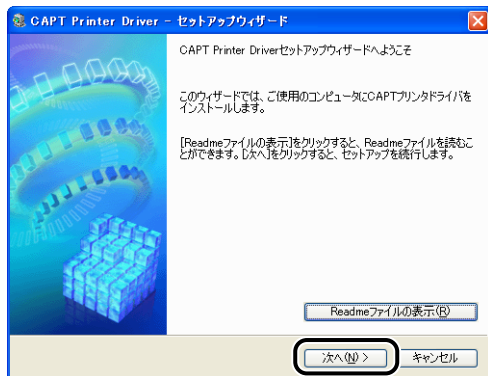 CAPT Printer Driver - セットアップウィザード
CAPT Printer Driverセットアップウィザードへようこそ
このウィザードでは、ご使用のコンピュータにCAPTプリンタドライバを
インストールします。
[Readmeファイルの表示]をクリックすると、Readmeファイルを読むこ
とができます。[次へ]をクリックすると、セットアップを続行します。
Readmeファイルの表示(R)
次へ(N) >
キャンセル